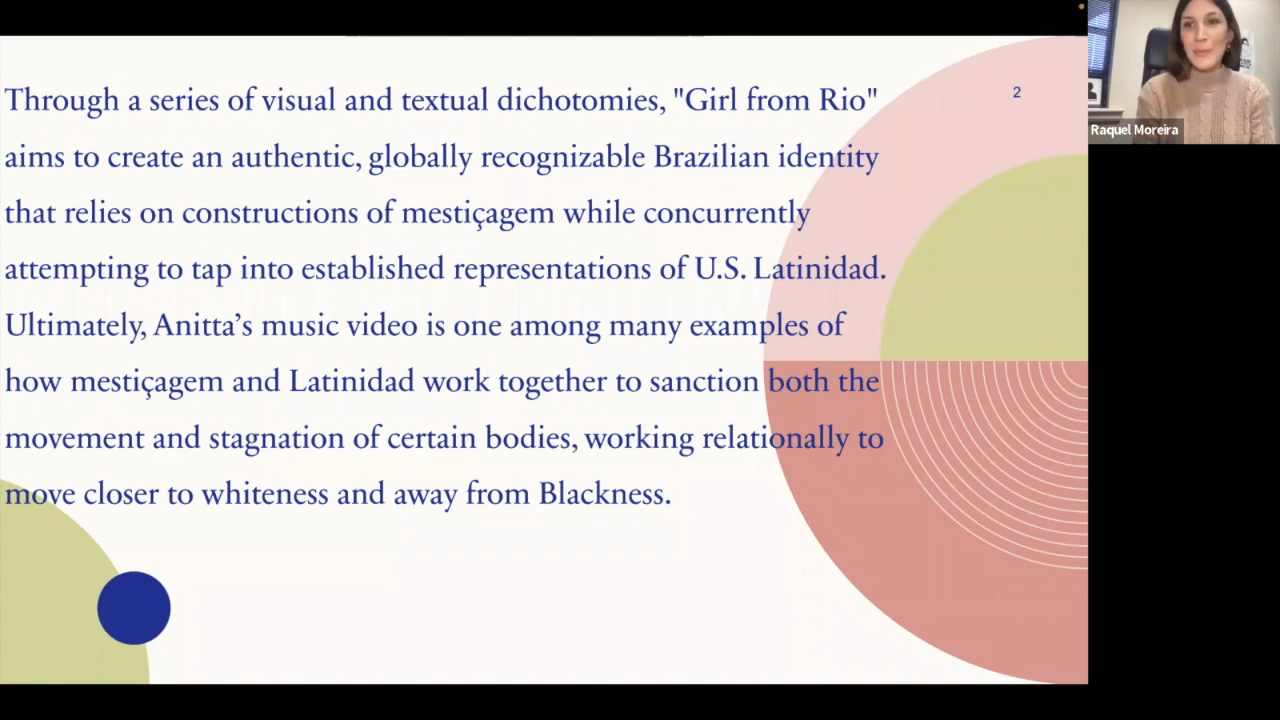 Through a series of visual and textual dichotomies, "Girl from Rio"
aims to create an authentic, globally recognizable Brazilian identity
that relies on constructions of mestiçagem while concurrently
attempting to tap into established representations of U.S. Latinidad.
Ultimately, Anitta’s music video is one among many examples of
how mestiçagem and Latinidad work together to sanction both the
movement and stagnation of certain bodies, working relationally to
move closer to whiteness and away from Blackness.
2
Raquel Moreira